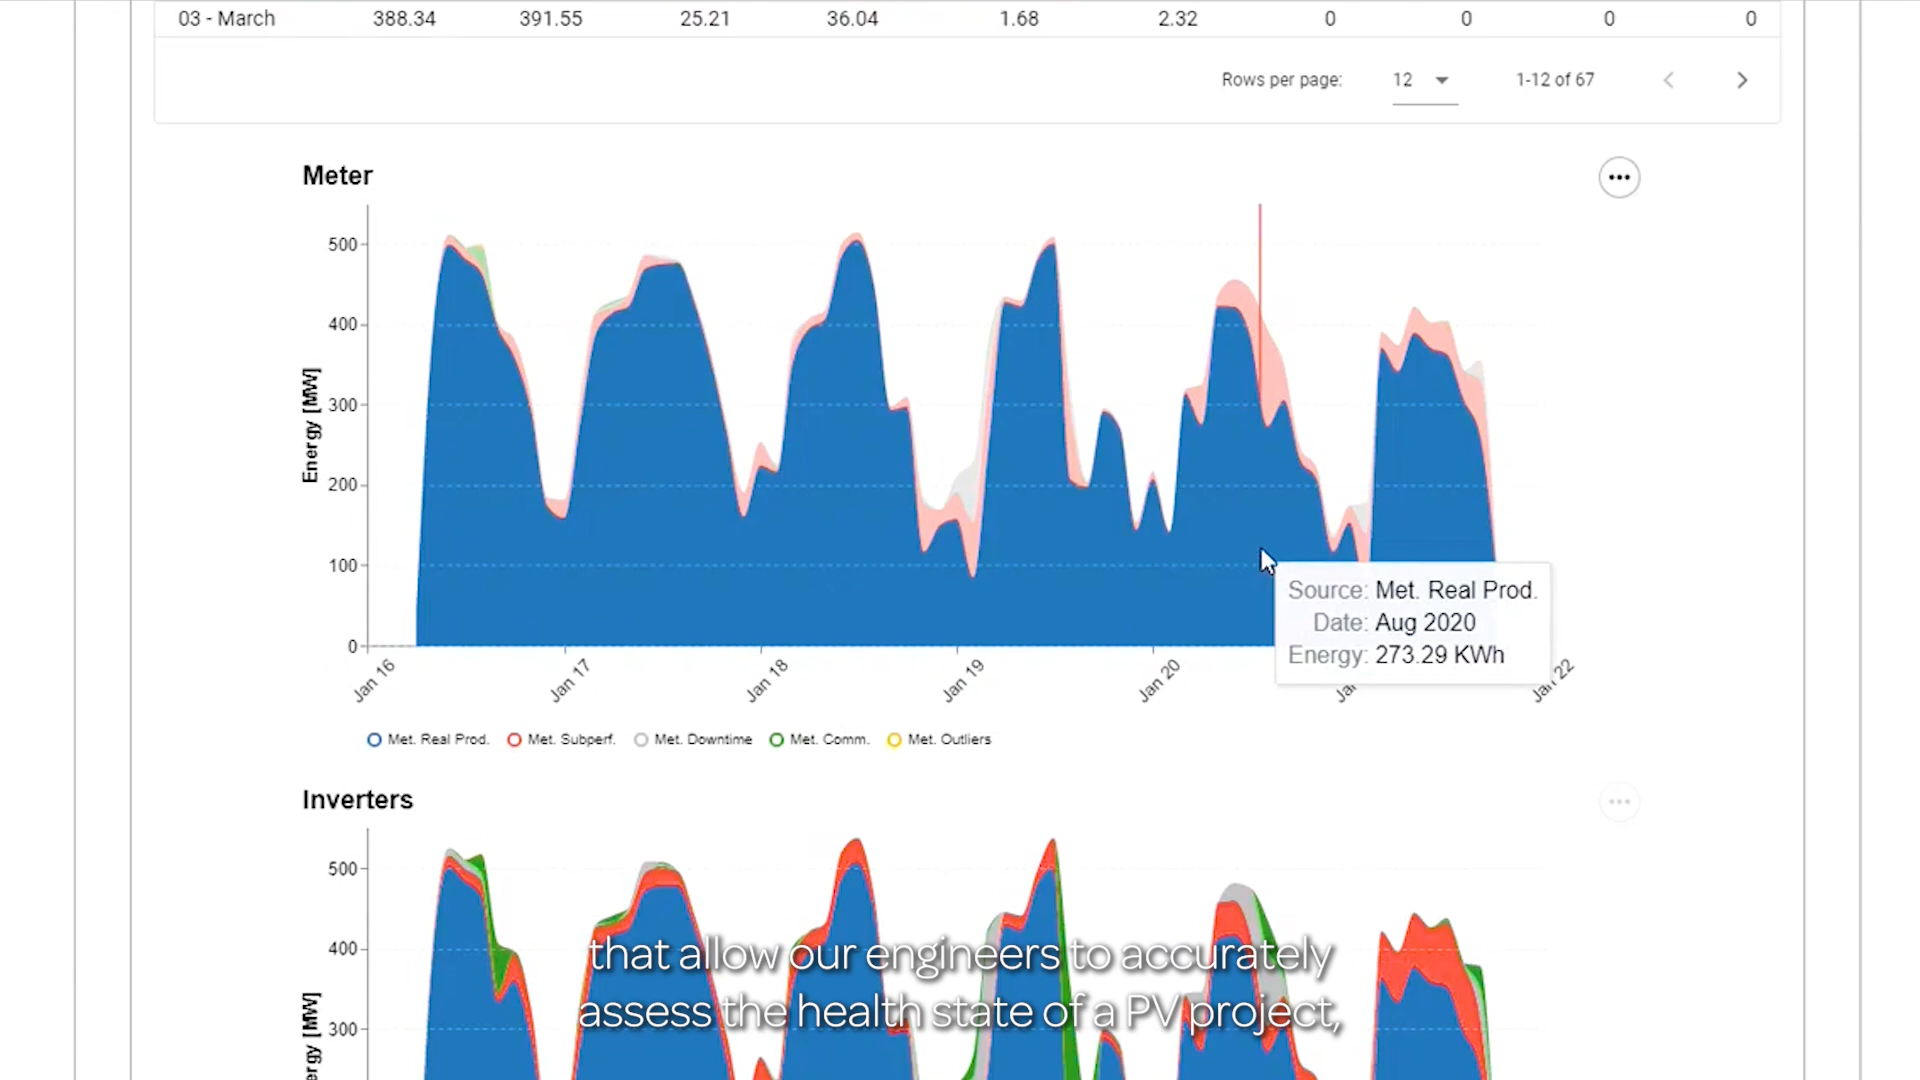 03 - March 388.34 391.55 25.21 36.04 1.68 2.32 0 0 0 0
Rows per page: 12 1-12 of 67
Meter
500
400
300
200
100
0
Energy [MW]
Jan 16 Jan 17 Jan 18 Jan 19 Jan 20 Jan 22
Source: Met. Real Prod.
Date: Aug 2020
Energy: 273.29 KWh
Met. Real Prod. Met. Subperf. Met. Downtime Met. Comm. Met. Outliers
Inverters
500
400
300
[MW]
that allow our engineers to accurately
assess the health state of a PV project,